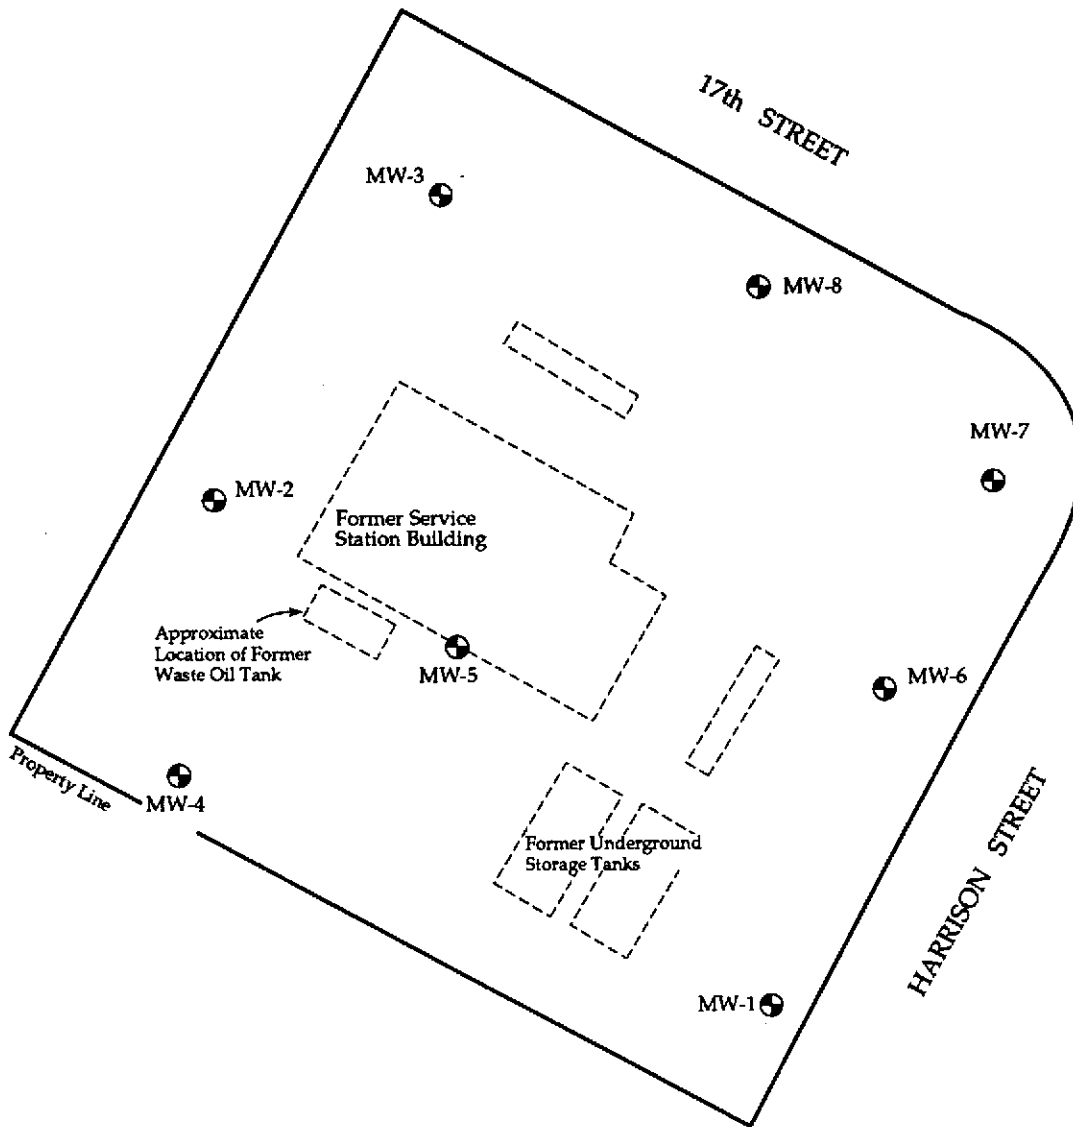 17th STREET
MW-3
MW-8
MW-7
MW-2
Former Service
Station Building
Approximate
Location of Former
Waste Oil Tank
MW-5
MW-6
Property Line
MW-4
Former Underground
Storage Tanks
HARRISON STREET
MW-1